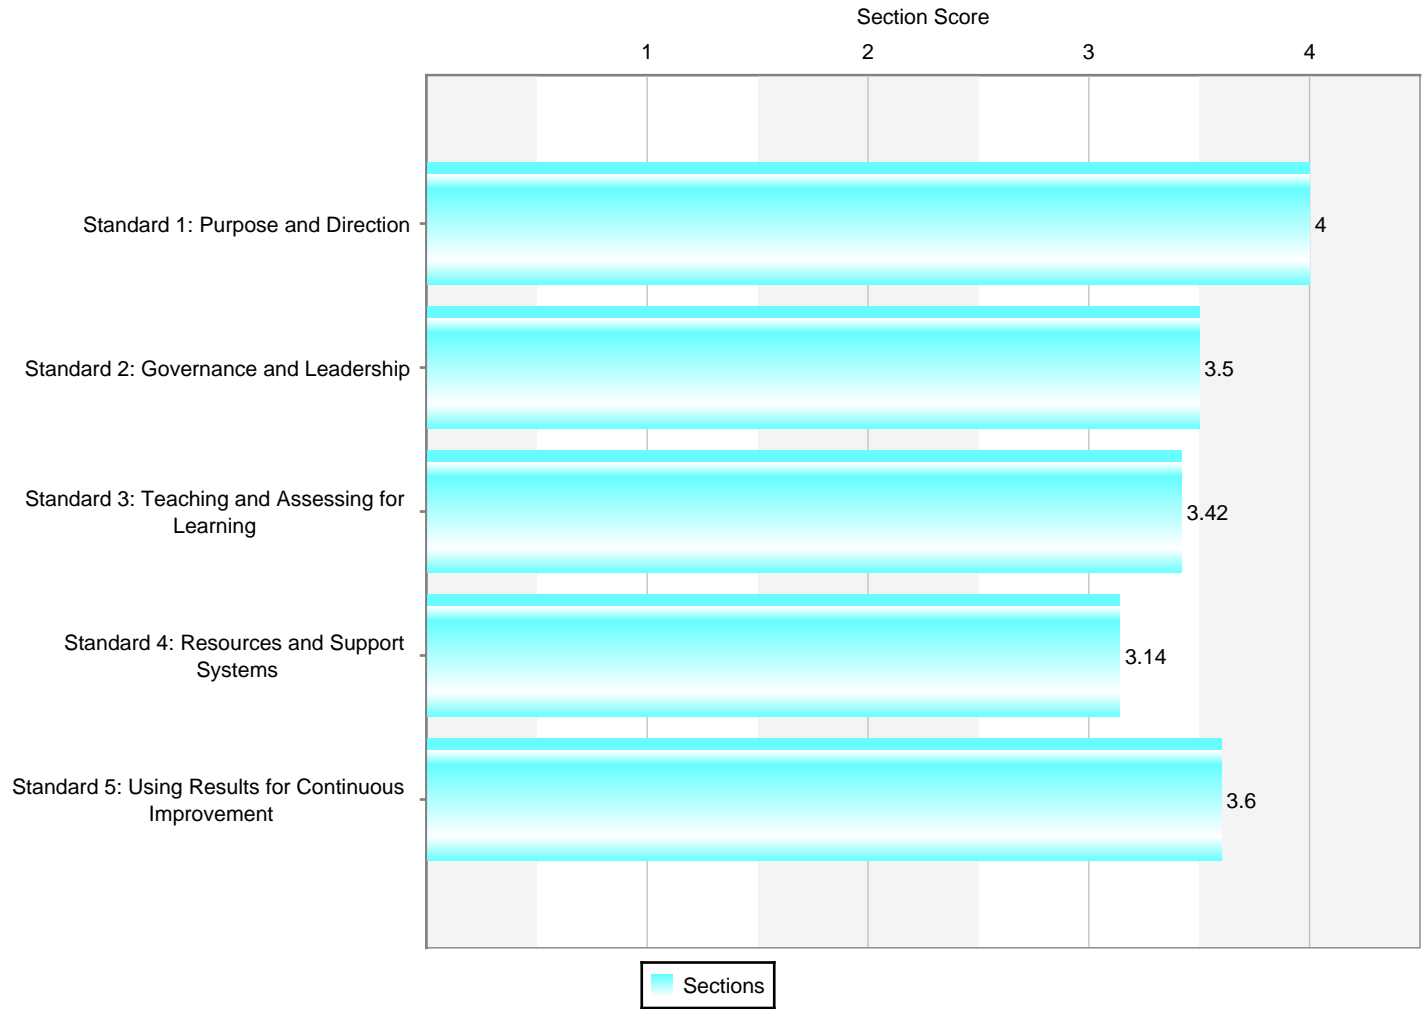 Section Score
1 2 3 4
Standard 1: Purpose and Direction
4
Standard 2: Governance and Leadership
3.5
Standard 3: Teaching and Assessing for
Learning
3.42
Standard 4: Resources and Support
Systems
3.14
Standard 5: Using Results for Continuous
Improvement
3.6
Sections